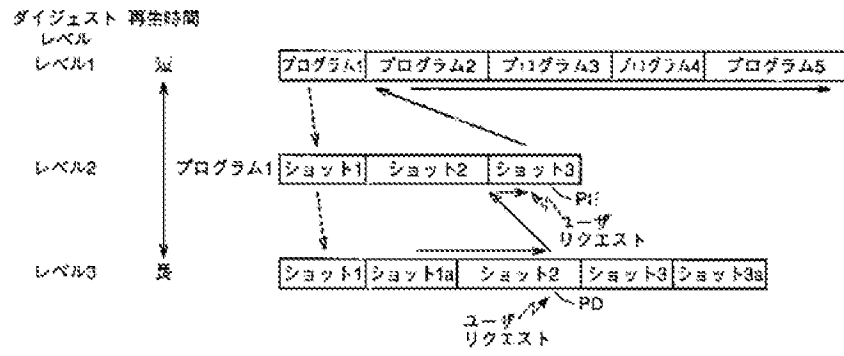 ダイジェスト 再生時間
レベル
レベル1 短 プログラム1 プログラム2 プログラム3 プログラム4 プログラム5
レベル2 プログラム1 ショット1 ショット2 ショット3
ユーザ
リクエスト
レベル3 長 ショット1 ショット1a ショット2 ショット3 ショット3a
PD
ユーザ
リクエスト